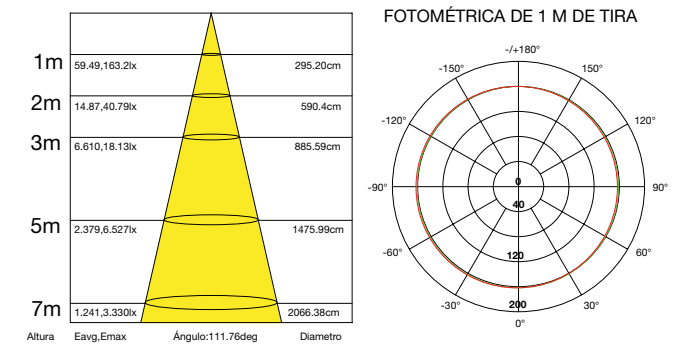 FOTOMÉTRICA DE 1 M DE TIRA
1m 59.49,163.2lx 295.20cm
2m 14.87,40.79lx 590.4cm
3m 6.610,18.13lx 885.59cm
5m 2.379,6.527lx 1475.99cm
7m 1.241,3.330lx 2066.38cm
Altura Eavg,Emax Ángulo:111.76deg Diametro
-/+180°
-150° 150°
-120° 120°
-90° 0 90°
40
-60° 60°
120
-30° 200 30°
0°